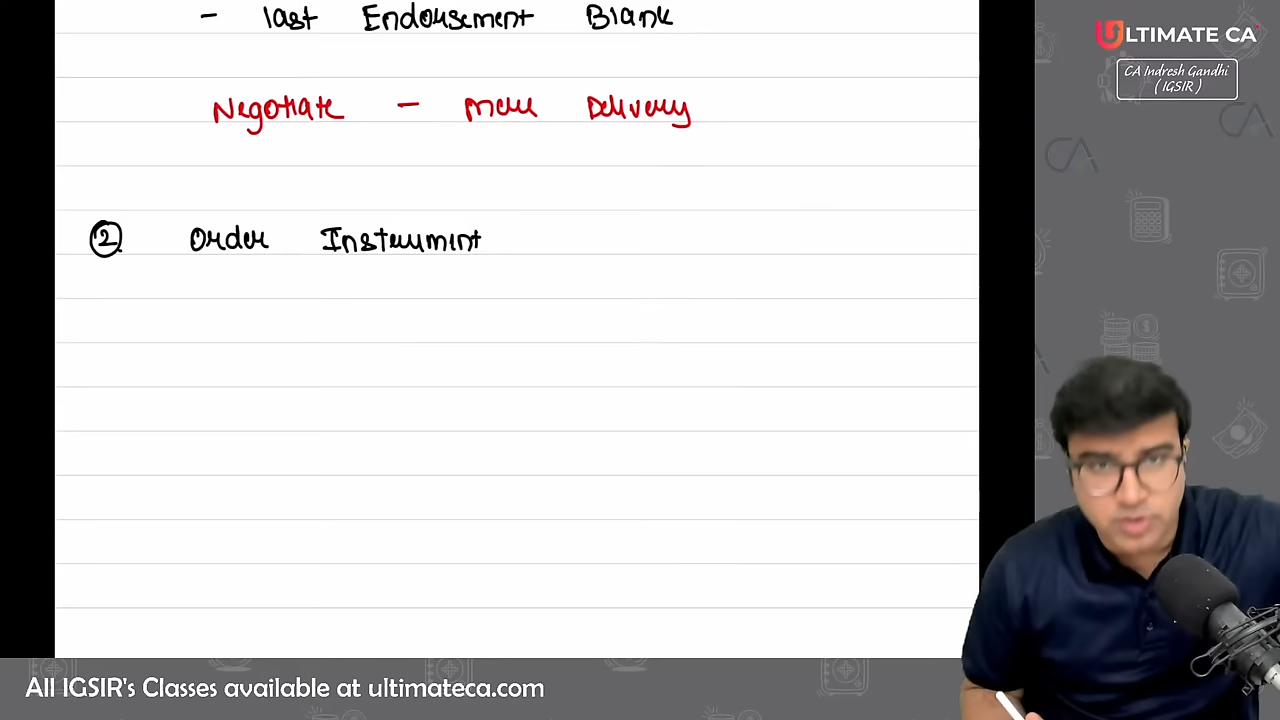 - last Endorsement Blank
Negotiate - mere Delivery
2 Order Instrument
ULTIMATE CA
CA Indresh Gandhi
( IGSIR )
All IGSIR's Classes available at ultimateca.com